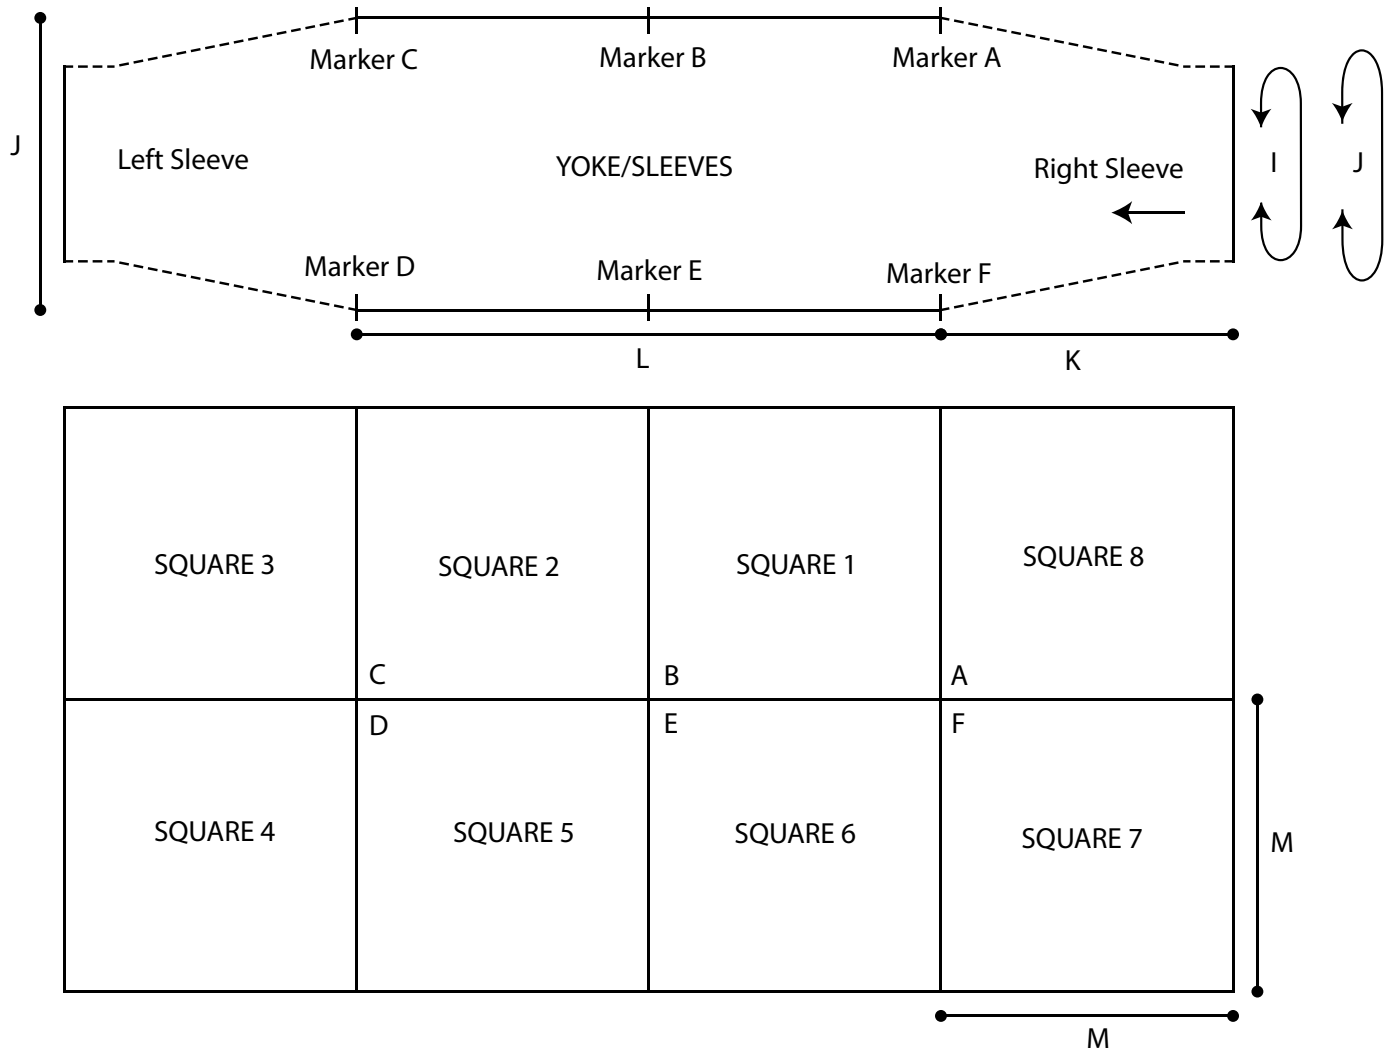 Marker C
Marker B
Marker A
J
Left Sleeve
YOKE/SLEEVES
Right Sleeve
I
J
Marker D
Marker E
Marker F
L
K
SQUARE 3
SQUARE 2
SQUARE 1
SQUARE 8
C
B
A
D
E
F
SQUARE 4
SQUARE 5
SQUARE 6
SQUARE 7
M
M